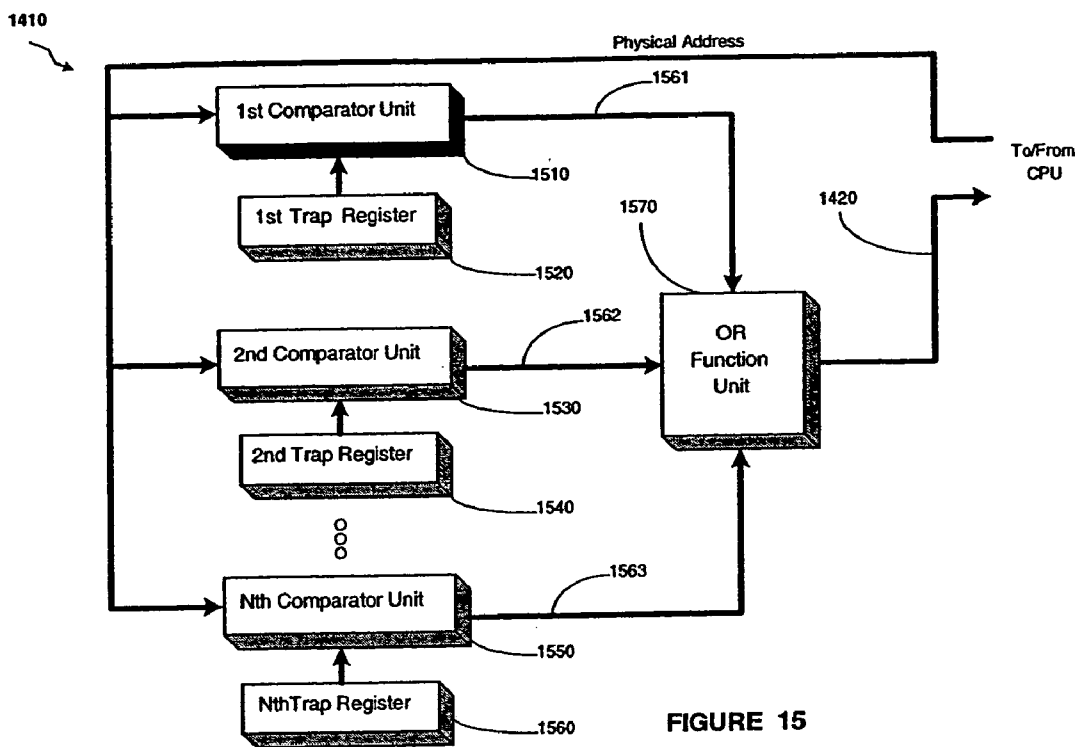 1410
Physical Address
1561
1st Comparator Unit
To/From
CPU
1510
1570
1420
1st Trap Register
1520
1562
OR
Function
Unit
2nd Comparator Unit
1530
2nd Trap Register
1540
1563
Nth Comparator Unit
1550
NthTrap Register
1560
FIGURE 15